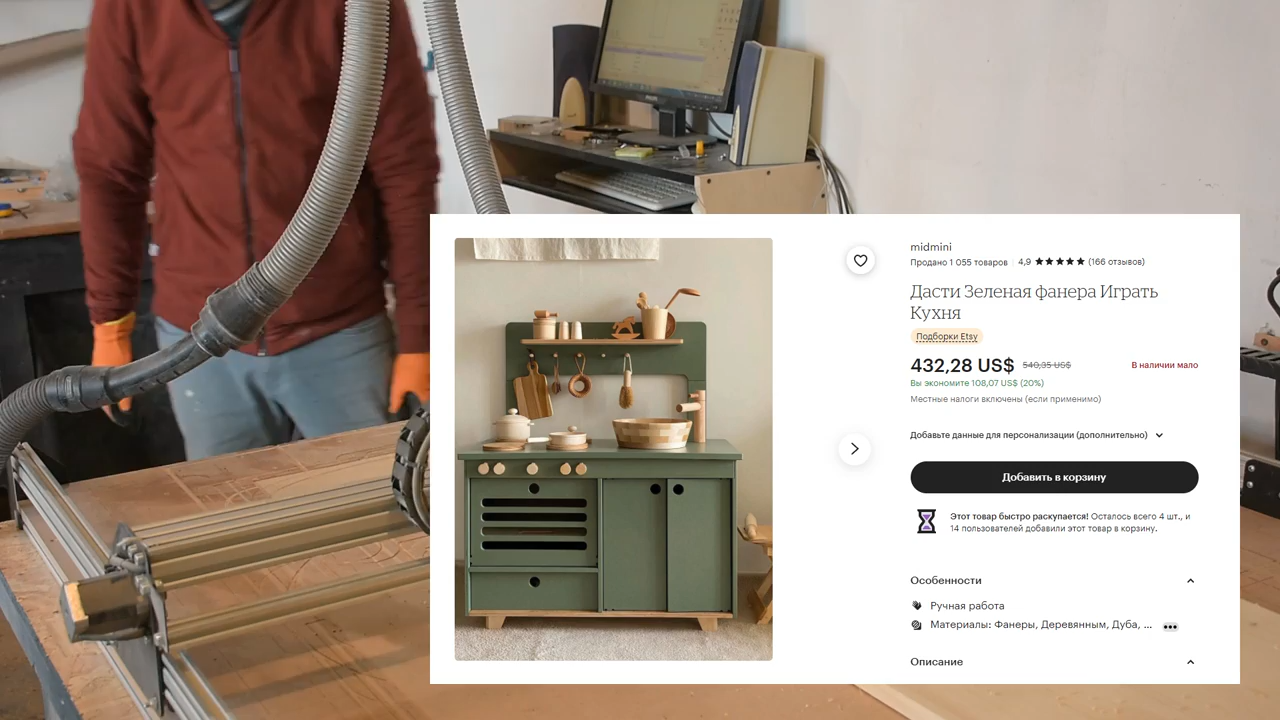 midmini
Продано 1 055 товаров 4,9 ★★★★★ (166 отзывов)
Дасти Зеленая фанера Играть
Кухня
Подборки Etsy
432,28 US$ 540,35 US$ В наличии мало
Вы экономите 108,07 US$ (20%)
Местные налоги включены (если применимо)
Добавьте данные для персонализации (дополнительно)
Добавить в корзину
Этот товар быстро раскупается! Осталось всего 4 шт., и
14 пользователей добавили этот товар в корзину.
Особенности
Ручная работа
Материалы: Фанеры, Деревянным, Дуба, ...
Описание